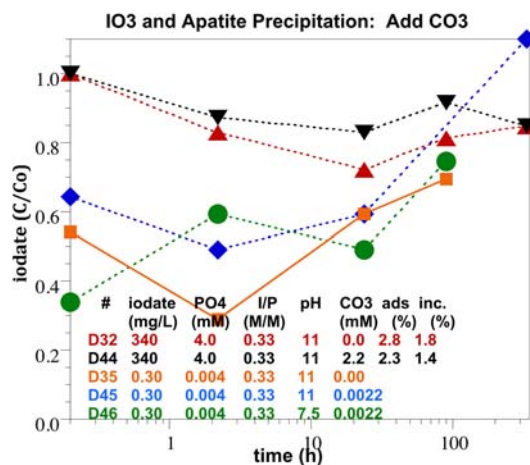 IO3 and Apatite Precipitation: Add CO3
iodate (C/Co)
1.0
0.8
0.6
0.4
0.2
0.0
# iodate PO4 I/P pH CO3 ads inc.
(mg/L) (mM) (M/M) (mM) (%) (%)
D32 340 4.0 0.33 11 0.0 2.8 1.8
D44 340 4.0 0.33 11 2.2 2.3 1.4
D35 0.30 0.004 0.33 11 0.00
D45 0.30 0.004 0.33 11 0.0022
D46 0.30 0.004 0.33 7.5 0.0022
1 10 100
time (h)